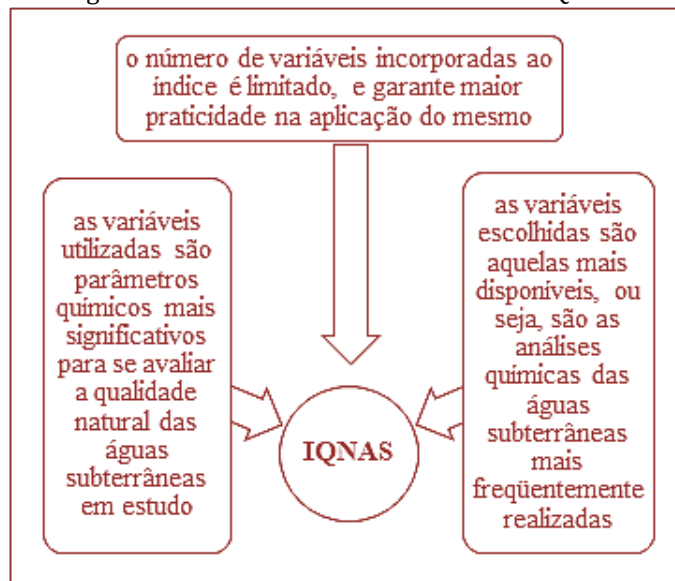 o número de variáveis incorporadas ao
índice é limitado, e garante maior
praticidade na aplicação do mesmo
as variáveis
utilizadas são
parâmetros
químicos mais
significativos
para se avaliar
a qualidade
natural das
águas
subterrâneas
em estudo
IQNAS
as variáveis
escolhidas são
aquelas mais
disponíveis, ou
seja, são as
análises
químicas das
águas
subterrâneas
mais
freqüentemente
realizadas